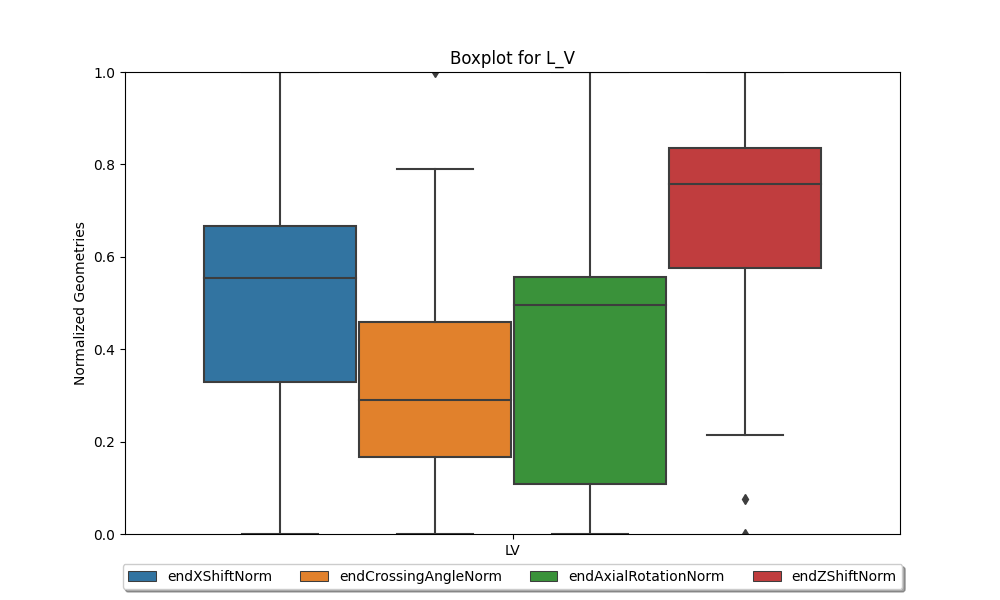 Boxplot for L_V
1.0
0.8
0.6
0.4
0.2
0.0
Normalized Geometries
LV
endXShiftNorm endCrossingAngleNorm endAxialRotationNorm endZShiftNorm